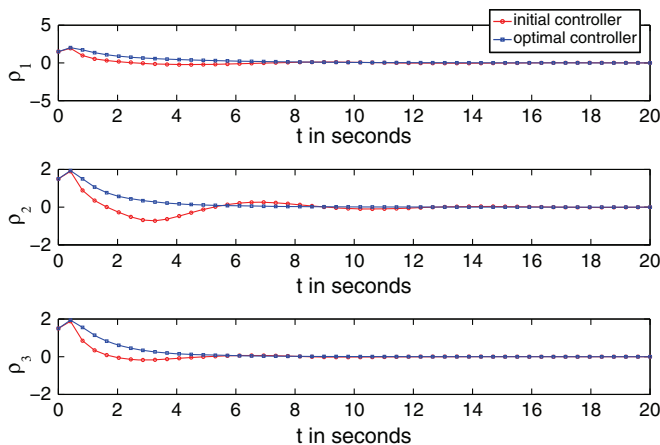 5
0
−5
ρ1
initial controller
optimal controller
0 2 4 6 8 10 12 14 16 18 20
t in seconds
2
0
−2
ρ2
0 2 4 6 8 10 12 14 16 18 20
t in seconds
2
0
−2
ρ3
0 2 4 6 8 10 12 14 16 18 20
t in seconds